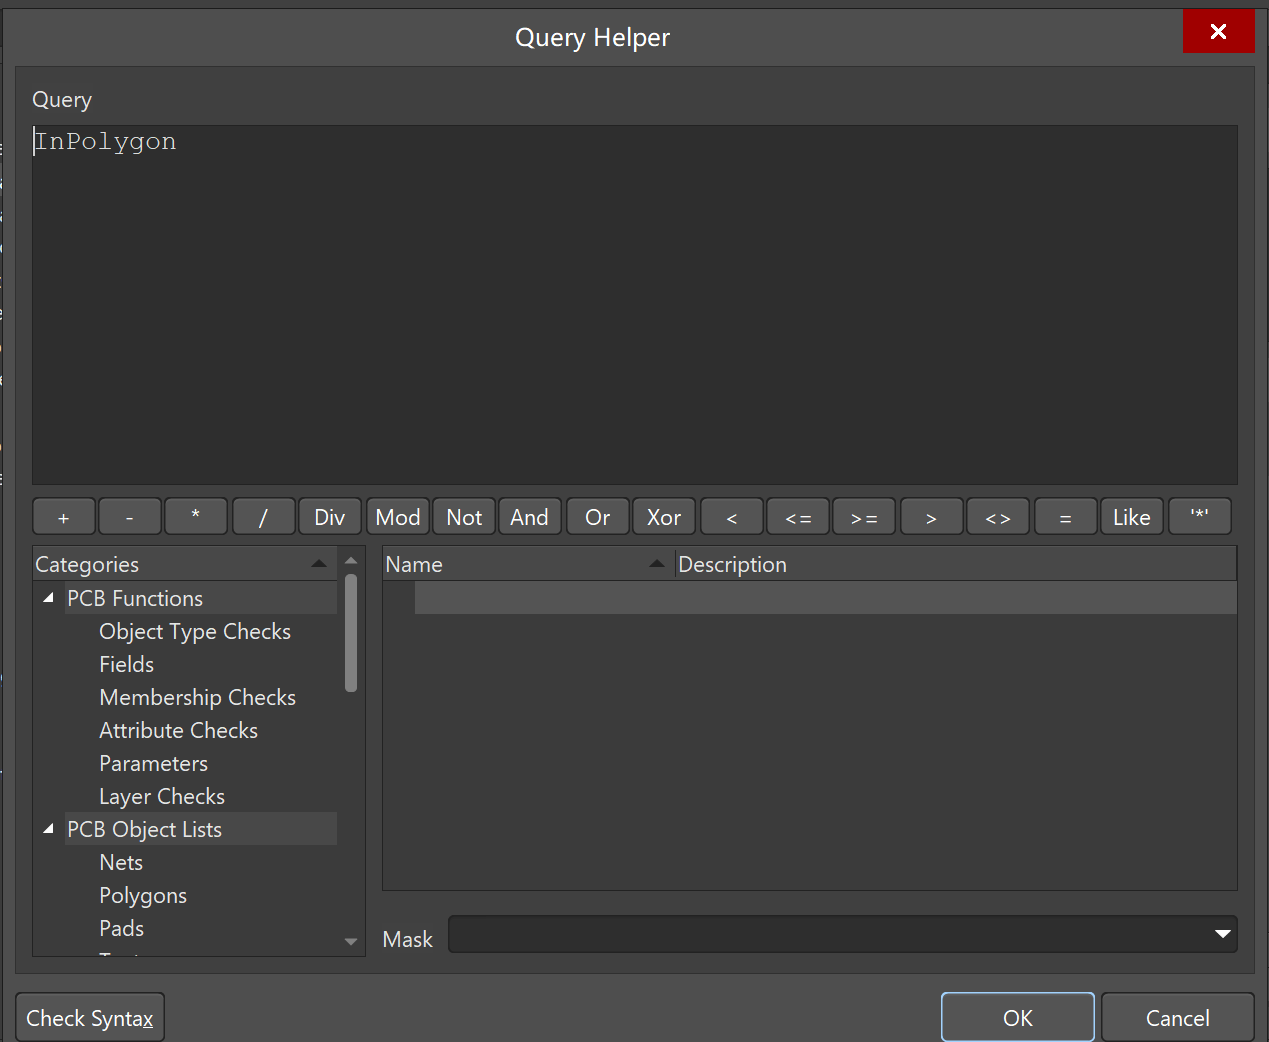 Query Helper
Query
InPolygon
+ - * / Div Mod Not And Or Xor < <= >= > <> = Like '*'
Categories
PCB Functions
Object Type Checks
Fields
Membership Checks
Attribute Checks
Parameters
Layer Checks
PCB Object Lists
Nets
Polygons
Pads
Name Description
Mask
Check Syntax OK Cancel